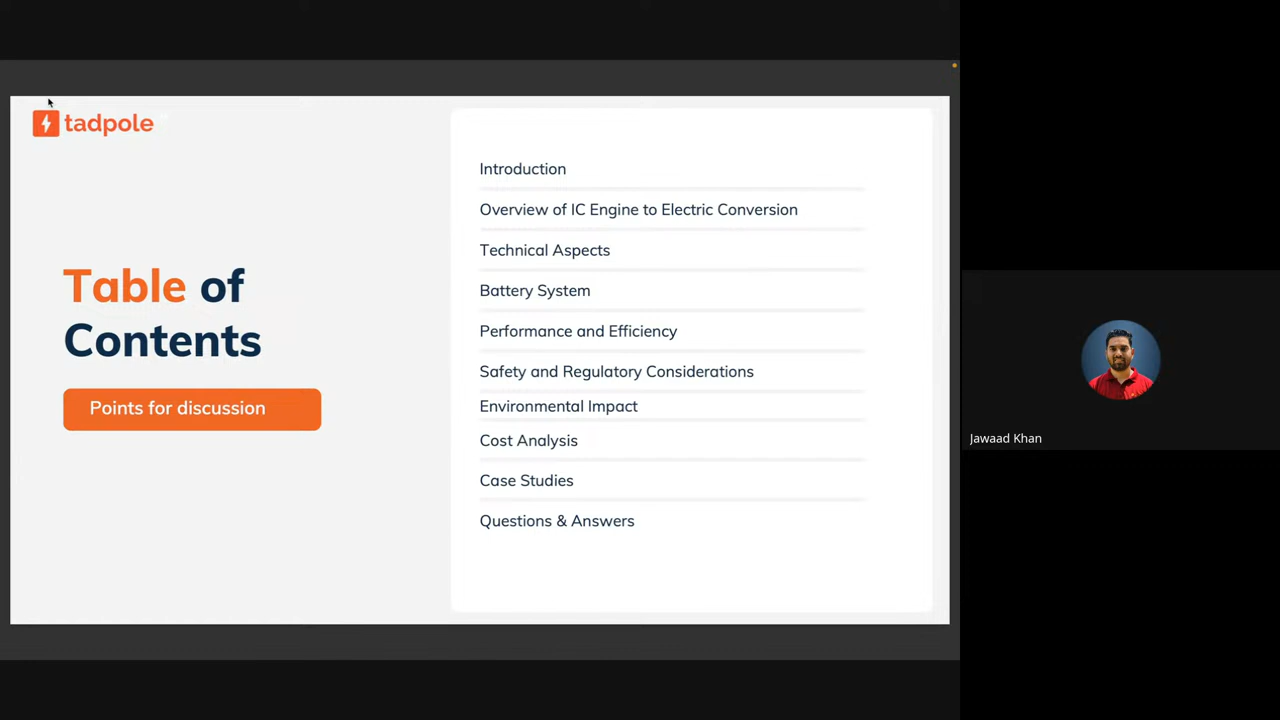 tadpole
Table of
Contents
Points for discussion
Introduction
Overview of IC Engine to Electric Conversion
Technical Aspects
Battery System
Performance and Efficiency
Safety and Regulatory Considerations
Environmental Impact
Cost Analysis
Case Studies
Questions & Answers
Jawaad Khan